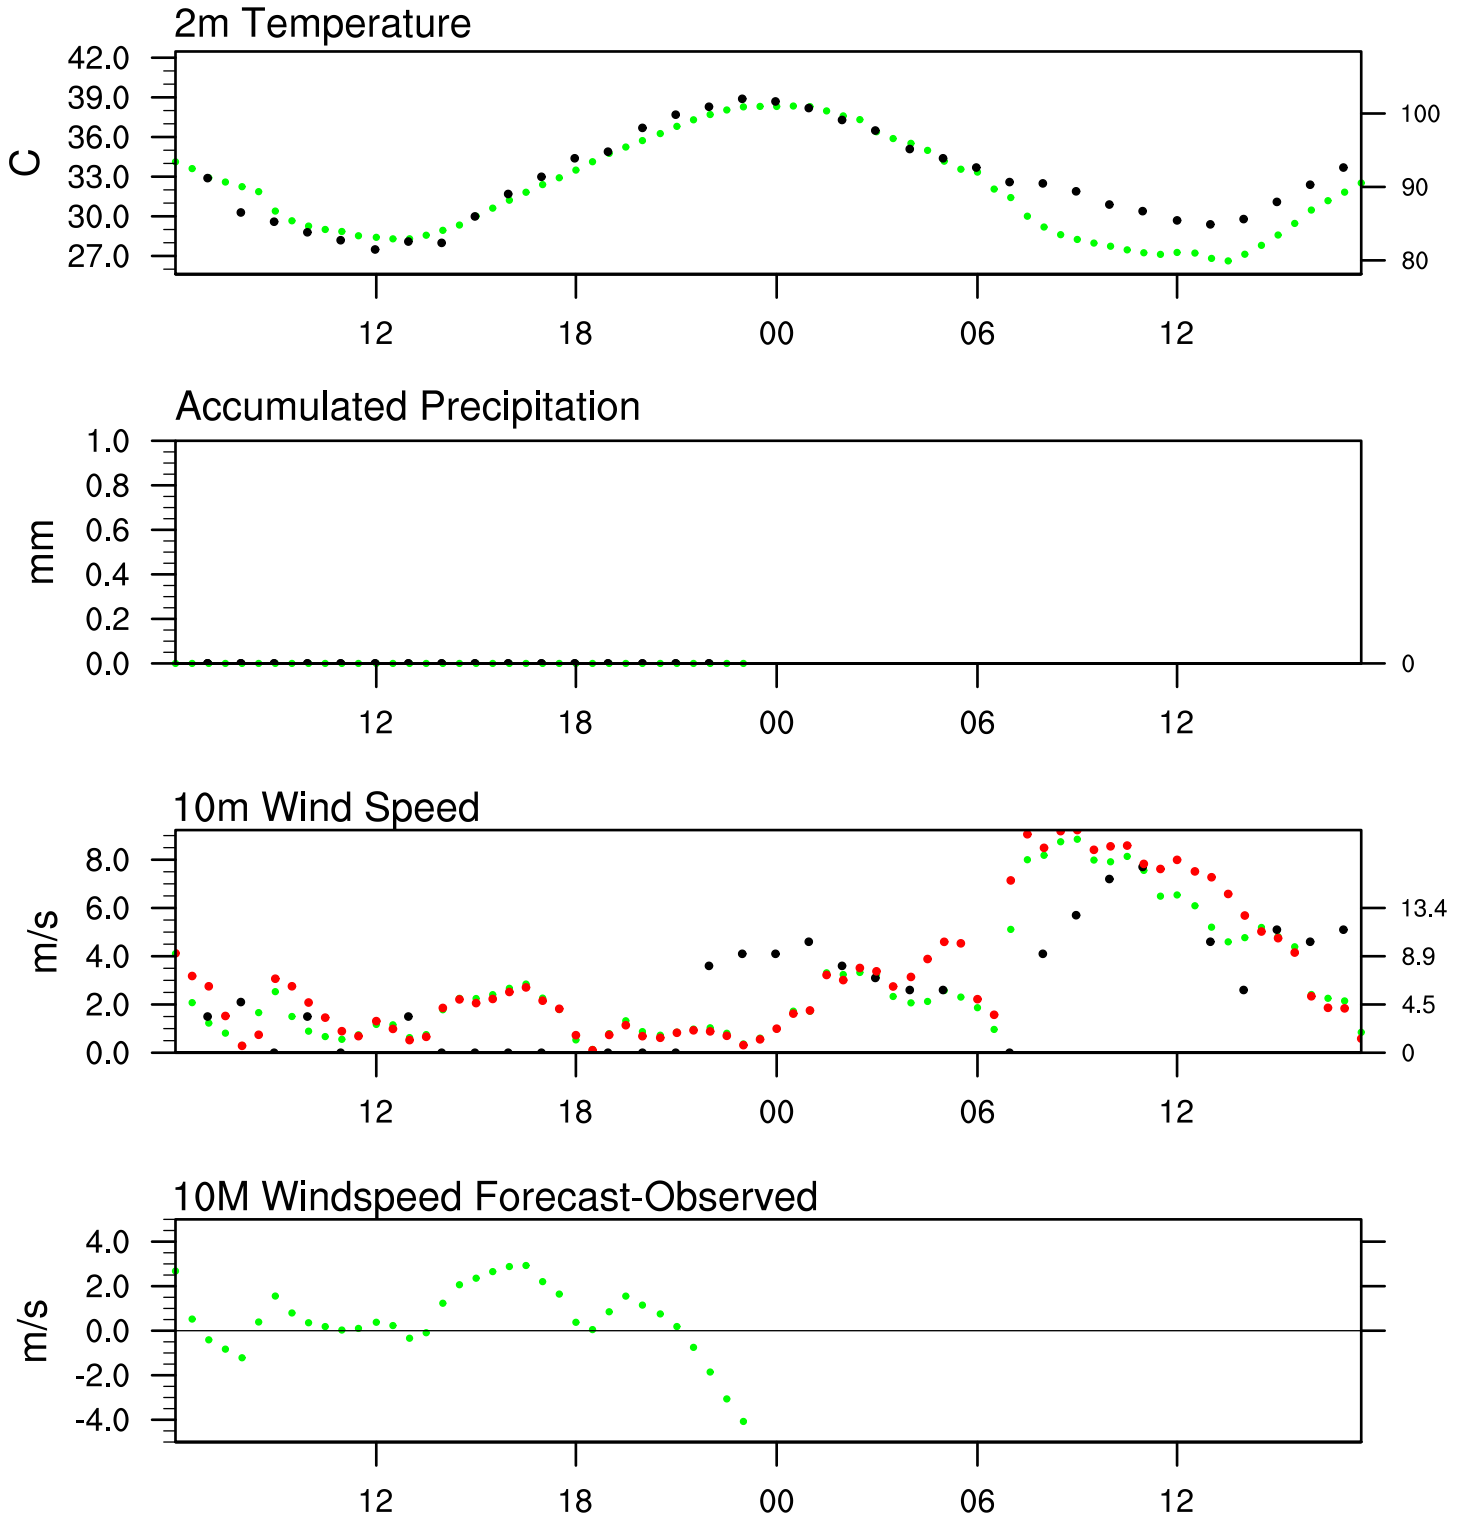 2m Temperature
42.0
39.0
36.0
33.0
30.0
27.0
C
100
90
80
12 18 00 06 12
Accumulated Precipitation
1.0
0.8
0.6
0.4
0.2
0.0
mm
0
12 18 00 06 12
10m Wind Speed
8.0
6.0
4.0
2.0
0.0
m/s
13.4
8.9
4.5
0
12 18 00 06 12
10M Windspeed Forecast-Observed
4.0
2.0
0.0
-2.0
-4.0
m/s
12 18 00 06 12